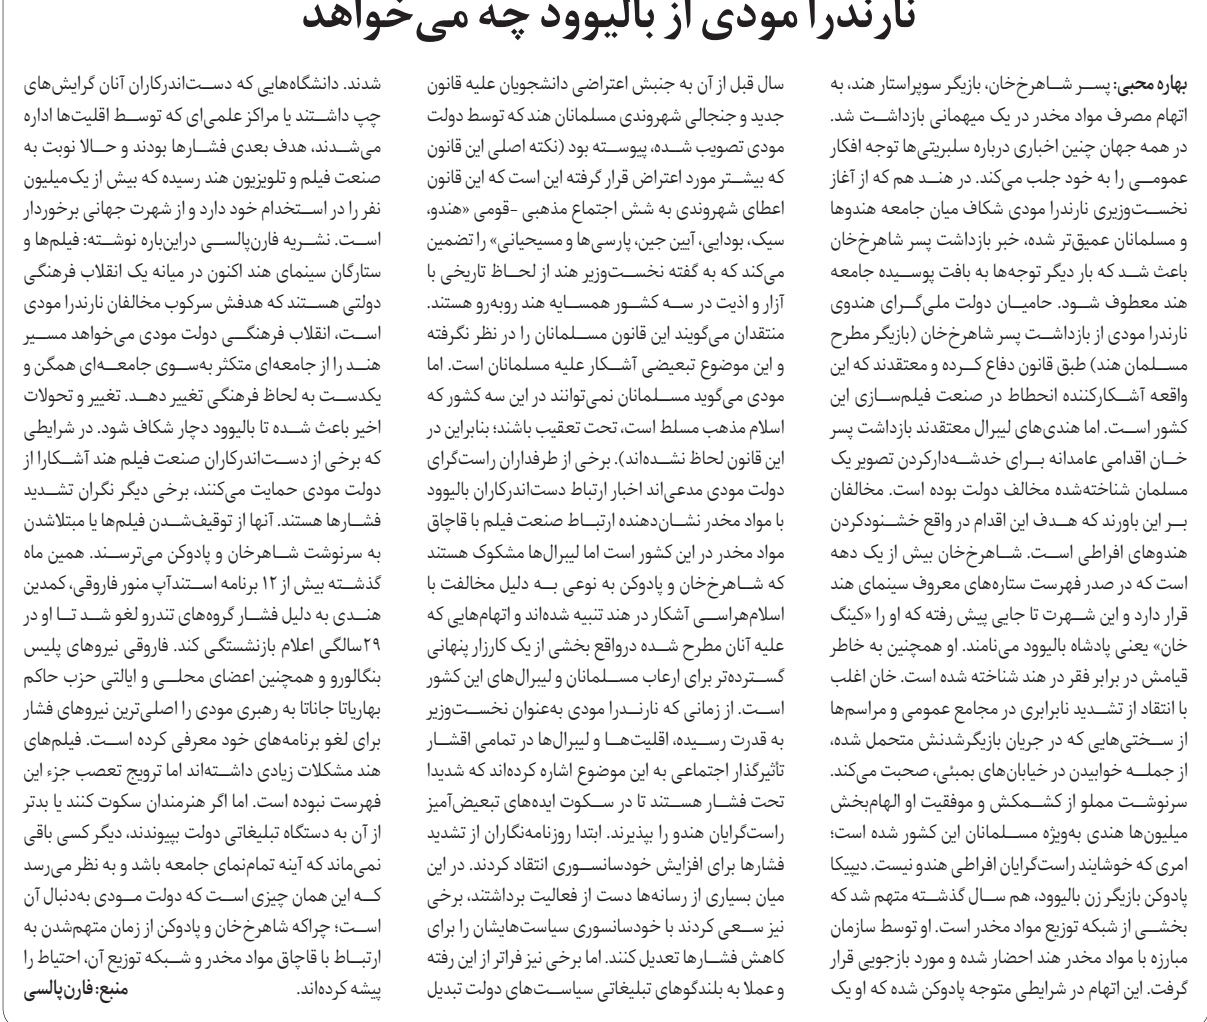 نارندرا مودی از بالیوود چه می‌خواهد
بهاره محبی: پسر شاهرخ‌خان، بازیگر سوپراستار هند، به
اتهام مصرف مواد مخدر در یک میهمانی بازداشت شد.
در همه جهان چنین اخباری درباره سلبریتی‌ها توجه افکار
عمومی را به خود جلب می‌کند. در هند هم که از آغاز
نخست‌وزیری نارندرا مودی شکاف میان جامعه هندوها
و مسلمانان عمیق‌تر شده، خبر بازداشت پسر شاهرخ‌خان
باعث شد که بار دیگر توجه‌ها به بافت پوسیده جامعه
هند معطوف شود. حامیان دولت ملی‌گرای هندوی
نارندرا مودی از بازداشت پسر شاهرخ‌خان (بازیگر مطرح
مسلمان هند) طبق قانون دفاع کرده و معتقدند که این
واقعه آشکارکننده انحطاط در صنعت فیلم‌سازی این
کشور است. اما هندی‌های لیبرال معتقدند بازداشت پسر
خان اقدامی عامدانه برای خدشه‌دارکردن تصویر یک
مسلمان شناخته‌شده مخالف دولت بوده است. مخالفان
بر این باورند که هدف این اقدام در واقع خشنودکردن
هندوهای افراطی است. شاهرخ‌خان بیش از یک دهه
است که در صدر فهرست ستاره‌های معروف سینمای هند
قرار دارد و این شهرت تا جایی پیش رفته که او را «کینگ
خان» یعنی پادشاه بالیوود می‌نامند. او همچنین به خاطر
قیامش در برابر فقر در هند شناخته شده است. خان اغلب
با انتقاد از تشدید نابرابری در مجامع عمومی و مراسم‌ها
از سختی‌هایی که در جریان بازیگرشدنش متحمل شده،
از جمله خوابیدن در خیابان‌های بمبئی، صحبت می‌کند.
سرنوشت مملو از کشمکش و موفقیت او الهام‌بخش
میلیون‌ها هندی به‌ویژه مسلمانان این کشور شده است؛
امری که خوشایند راست‌گرایان افراطی هندو نیست. دیپیکا
پادوکن بازیگر زن بالیوود، هم سال گذشته متهم شد که
بخشی از شبکه توزیع مواد مخدر است. او توسط سازمان
مبارزه با مواد مخدر هند احضار شده و مورد بازجویی قرار
گرفت. این اتهام در شرایطی متوجه پادوکن شده که او یک
سال قبل از آن به جنبش اعتراضی دانشجویان علیه قانون
جدید و جنجالی شهروندی مسلمانان هند که توسط دولت
مودی تصویب شده، پیوسته بود (نکته اصلی این قانون
که بیشتر مورد اعتراض قرار گرفته این است که این قانون
اعطای شهروندی به شش اجتماع مذهبی -قومی «هندو،
سیک، بودایی، آیین جین، پارسی‌ها و مسیحیانی» را تضمین
می‌کند که به گفته نخست‌وزیر هند از لحاظ تاریخی با
آزار و اذیت در سه کشور همسایه هند روبه‌رو هستند.
منتقدان می‌گویند این قانون مسلمانان را در نظر نگرفته
و این موضوع تبعیضی آشکار علیه مسلمانان است. اما
مودی می‌گوید مسلمانان نمی‌توانند در این سه کشور که
اسلام مذهب مسلط است، تحت تعقیب باشند؛ بنابراین در
این قانون لحاظ نشده‌اند). برخی از طرفداران راست‌گرای
دولت مودی مدعی‌اند اخبار ارتباط دست‌اندرکاران بالیوود
با مواد مخدر نشان‌دهنده ارتباط صنعت فیلم با قاچاق
مواد مخدر در این کشور است اما لیبرال‌ها مشکوک هستند
که شاهرخ‌خان و پادوکن به نوعی به دلیل مخالفت با
اسلام‌هراسی آشکار در هند تنبیه شده‌اند و اتهام‌هایی که
علیه آنان مطرح شده درواقع بخشی از یک کارزار پنهانی
گسترده‌تر برای ارعاب مسلمانان و لیبرال‌های این کشور
است. از زمانی که نارندرا مودی به‌عنوان نخست‌وزیر
به قدرت رسیده، اقلیت‌ها و لیبرال‌ها در تمامی اقشار
تأثیرگذار اجتماعی به این موضوع اشاره کرده‌اند که شدیدا
تحت فشار هستند تا در سکوت ایده‌های تبعیض‌آمیز
راست‌گرایان هندو را بپذیرند. ابتدا روزنامه‌نگاران از تشدید
فشارها برای افزایش خودسانسوری انتقاد کردند. در این
میان بسیاری از رسانه‌ها دست از فعالیت برداشتند، برخی
نیز سعی کردند با خودسانسوری سیاست‌هایشان را برای
کاهش فشارها تعدیل کنند. اما برخی نیز فراتر از این رفته
و عملا به بلندگوهای تبلیغاتی سیاست‌های دولت تبدیل
شدند. دانشگاه‌هایی که دست‌اندرکاران آنان گرایش‌های
چپ داشتند یا مراکز علمی‌ای که توسط اقلیت‌ها اداره
می‌شدند، هدف بعدی فشارها بودند و حالا نوبت به
صنعت فیلم و تلویزیون هند رسیده که بیش از یک‌میلیون
نفر را در استخدام خود دارد و از شهرت جهانی برخوردار
است. نشریه فارن‌پالسی دراین‌باره نوشته: فیلم‌ها و
ستارگان سینمای هند اکنون در میانه یک انقلاب فرهنگی
دولتی هستند که هدفش سرکوب مخالفان نارندرا مودی
است، انقلاب فرهنگی دولت مودی می‌خواهد مسیر
هند را از جامعه‌ای متکثر به‌سوی جامعه‌ای همگن و
یکدست به لحاظ فرهنگی تغییر دهد. تغییر و تحولات
اخیر باعث شده تا بالیوود دچار شکاف شود. در شرایطی
که برخی از دست‌اندرکاران صنعت فیلم هند آشکارا از
دولت مودی حمایت می‌کنند، برخی دیگر نگران تشدید
فشارها هستند. آنها از توقیف‌شدن فیلم‌ها یا مبتلاشدن
به سرنوشت شاهرخان و پادوکن می‌ترسند. همین ماه
گذشته بیش از ۱۲ برنامه استندآپ منور فاروقی، کمدین
هندی به دلیل فشار گروه‌های تندرو لغو شد تا او در
۲۹سالگی اعلام بازنشستگی کند. فاروقی نیروهای پلیس
بنگالورو و همچنین اعضای محلی و ایالتی حزب حاکم
بهاریاتا جاناتا به رهبری مودی را اصلی‌ترین نیروهای فشار
برای لغو برنامه‌های خود معرفی کرده است. فیلم‌های
هند مشکلات زیادی داشته‌اند اما ترویج تعصب جزء این
فهرست نبوده است. اما اگر هنرمندان سکوت کنند یا بدتر
از آن به دستگاه تبلیغاتی دولت بپیوندند، دیگر کسی باقی
نمی‌ماند که آینه تمام‌نمای جامعه باشد و به نظر می‌رسد
که این همان چیزی است که دولت مودی به‌دنبال آن
است؛ چراکه شاهرخ‌خان و پادوکن از زمان متهم‌شدن به
ارتباط با قاچاق مواد مخدر و شبکه توزیع آن، احتیاط را
پیشه کرده‌اند. منبع: فارن‌پالسی